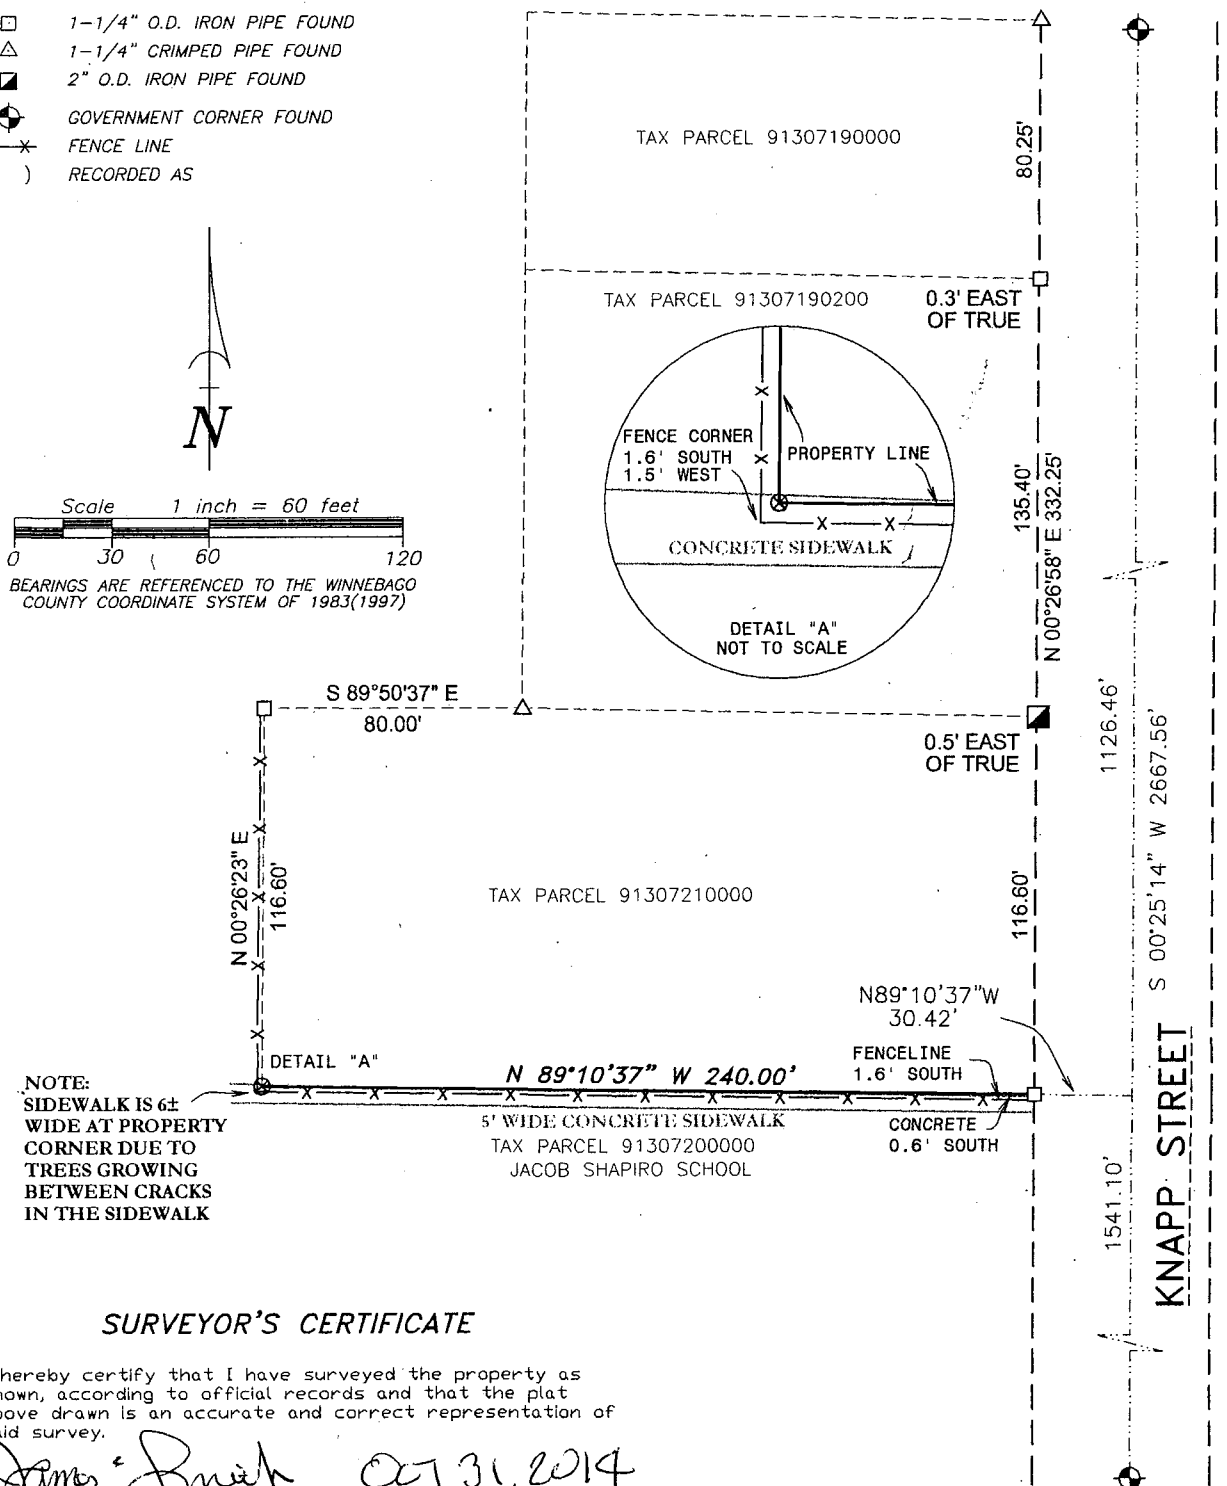 1-1/4" O.D. IRON PIPE FOUND
1-1/4" CRIMPED PIPE FOUND
2" O.D. IRON PIPE FOUND
GOVERNMENT CORNER FOUND
FENCE LINE
) RECORDED AS
N
Scale 1 inch = 60 feet
0 30 60 120
BEARINGS ARE REFERENCED TO THE WINNEBAGO
COUNTY COORDINATE SYSTEM OF 1983(1997)
TAX PARCEL 91307190000
80.25'
TAX PARCEL 91307190200
0.3' EAST
OF TRUE
FENCE CORNER
1.6' SOUTH
1.5' WEST
PROPERTY LINE
CONCRETE SIDEWALK
DETAIL "A"
NOT TO SCALE
135.40'
N 00°26'58" E 332.25'
S 89°50'37" E
80.00'
0.5' EAST
OF TRUE
1126.46'
S 00°25'14" W 2667.56'
N 00°26'23" E
116.60'
TAX PARCEL 91307210000
116.60'
N89°10'37"W
30.42'
DETAIL "A"
N 89°10'37" W 240.00'
FENCELINE
1.6' SOUTH
NOTE:
SIDEWALK IS 6±
WIDE AT PROPERTY
CORNER DUE TO
TREES GROWING
BETWEEN CRACKS
IN THE SIDEWALK
5' WIDE CONCRETE SIDEWALK
TAX PARCEL 91307200000
JACOB SHAPIRO SCHOOL
CONCRETE
0.6' SOUTH
KNAPP STREET
1541.10'
SURVEYOR'S CERTIFICATE
hereby certify that I have surveyed the property as
own, according to official records and that the plat
ove drawn is an accurate and correct representation of
id survey.
James Smith Oct 31, 2014